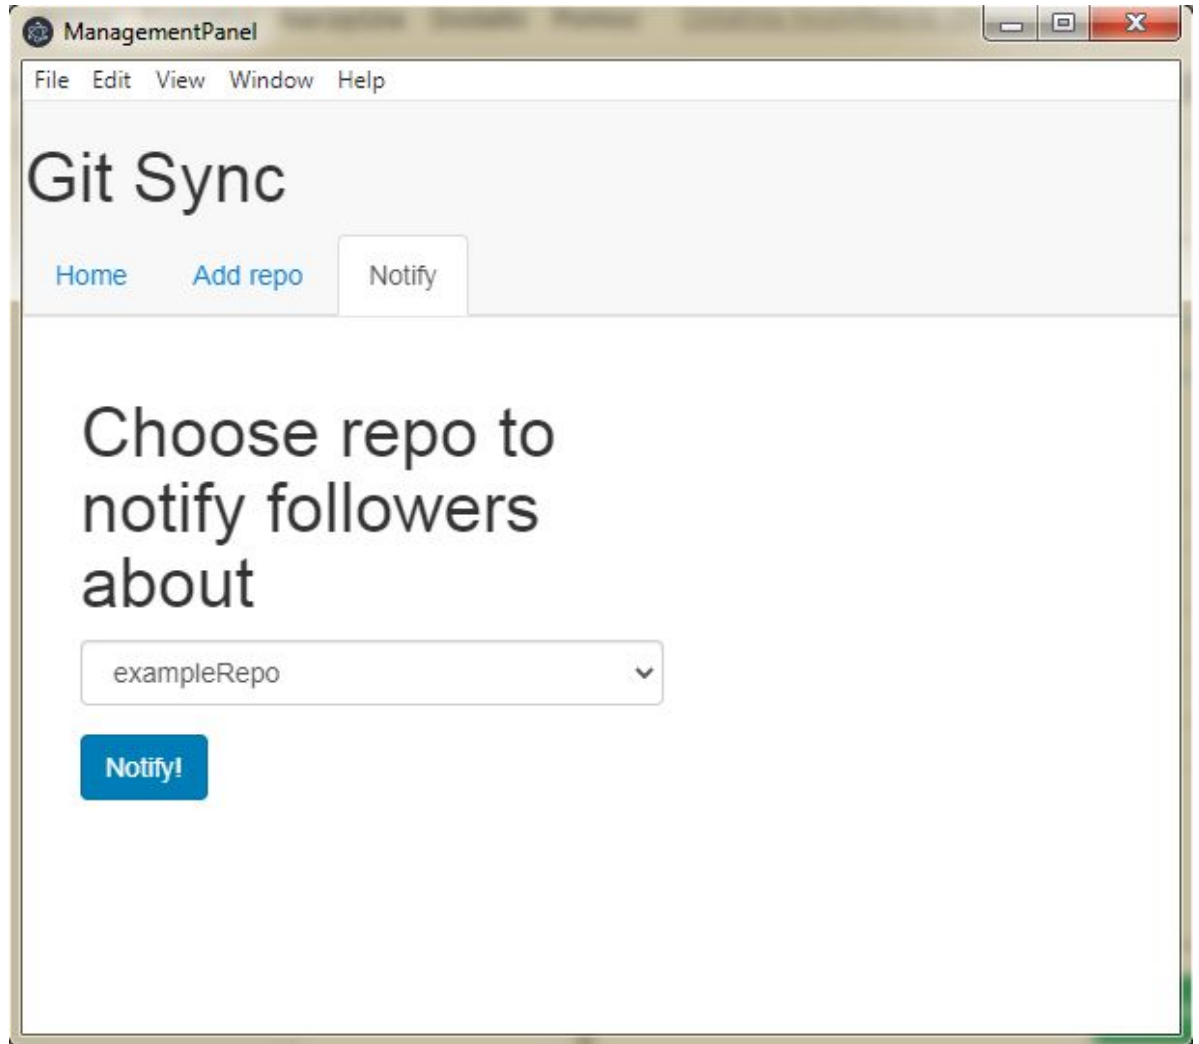 ManagementPanel
File Edit View Window Help
Git Sync
Home Add repo Notify
Choose repo to
notify followers
about
exampleRepo
Notify!